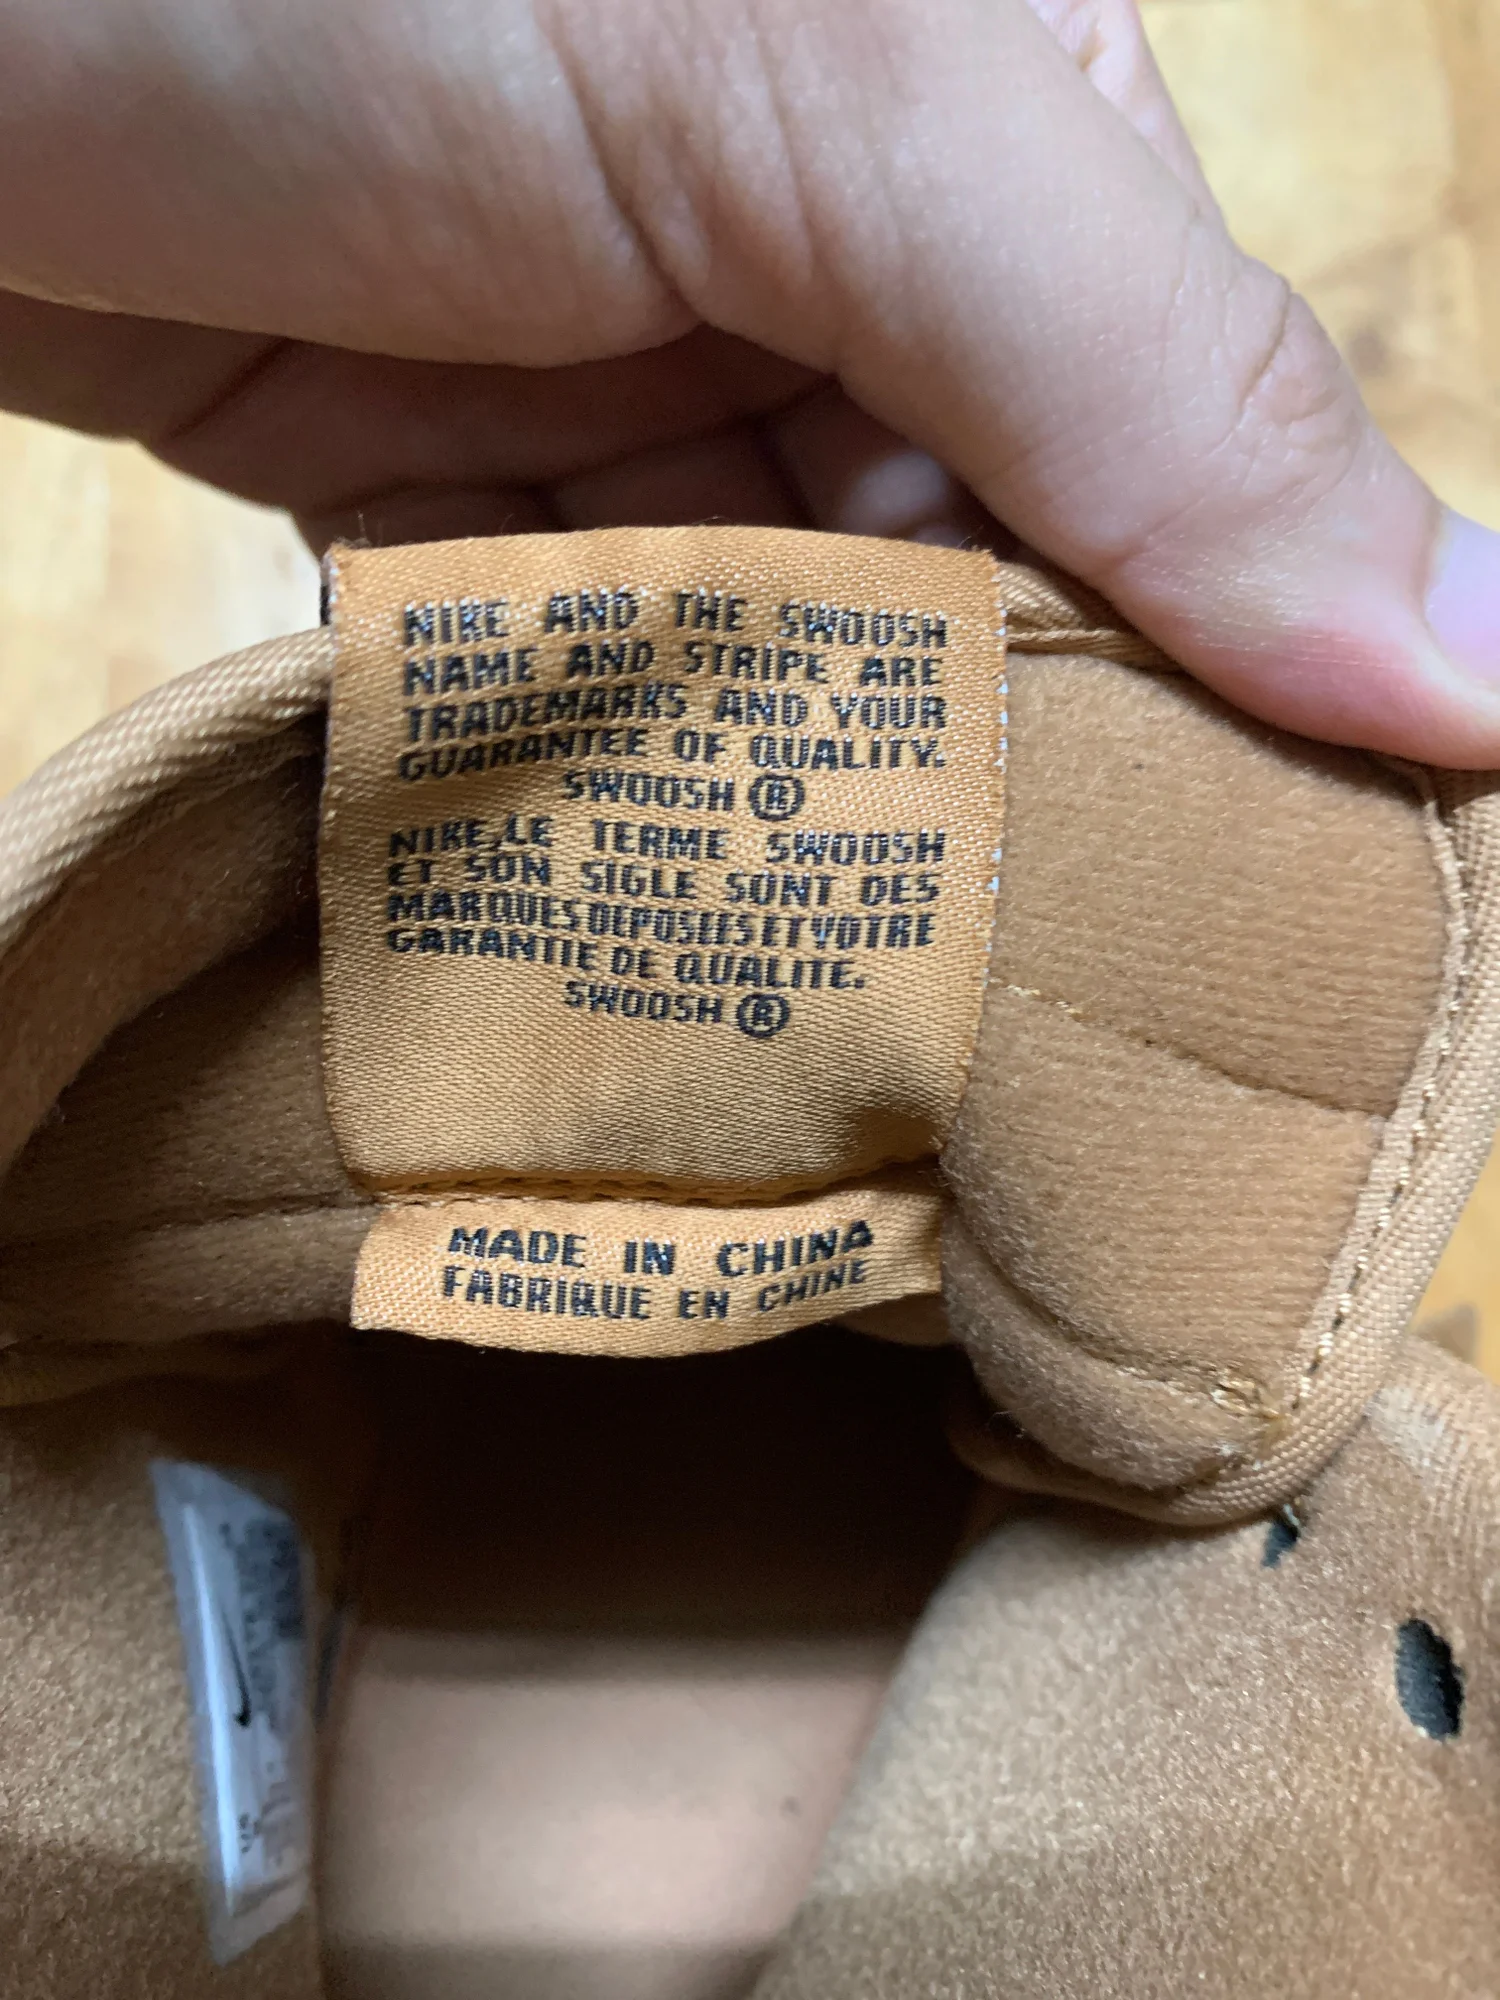 NIKE AND THE SWOOSH
NAME AND STRIPE ARE
TRADEMARKS AND YOUR
GUARANTEE OF QUALITY.
SWOOSH ®
NIKE,LE TERME SWOOSH
ET SON SIGLE SONT DES
MARQUES DEPOSEES ET VOTRE
GARANTIE DE QUALITE.
SWOOSH ®
MADE IN CHINA
FABRIQUE EN CHINE